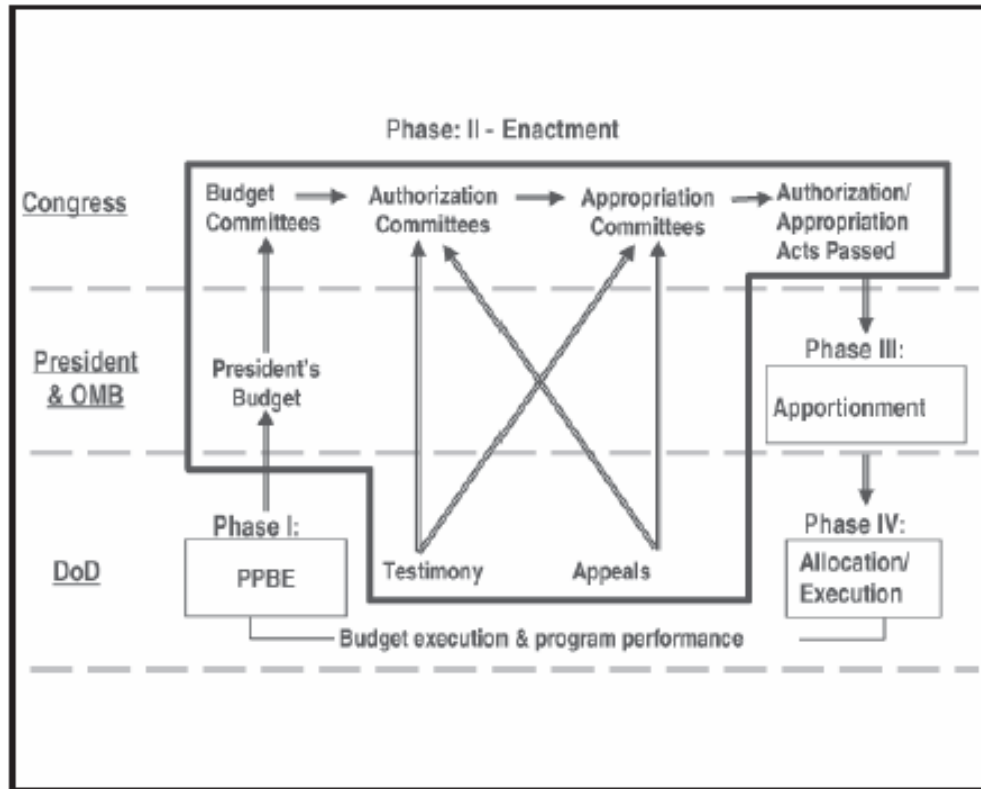 Phase: II - Enactment
Congress
Budget
Committees
Authorization
Committees
Appropriation
Committees
Authorization/
Appropriation
Acts Passed
President
& OMB
President's
Budget
Phase III:
Apportionment
DoD
Phase I:
PPBE
Testimony
Appeals
Phase IV:
Allocation/
Execution
Budget execution & program performance